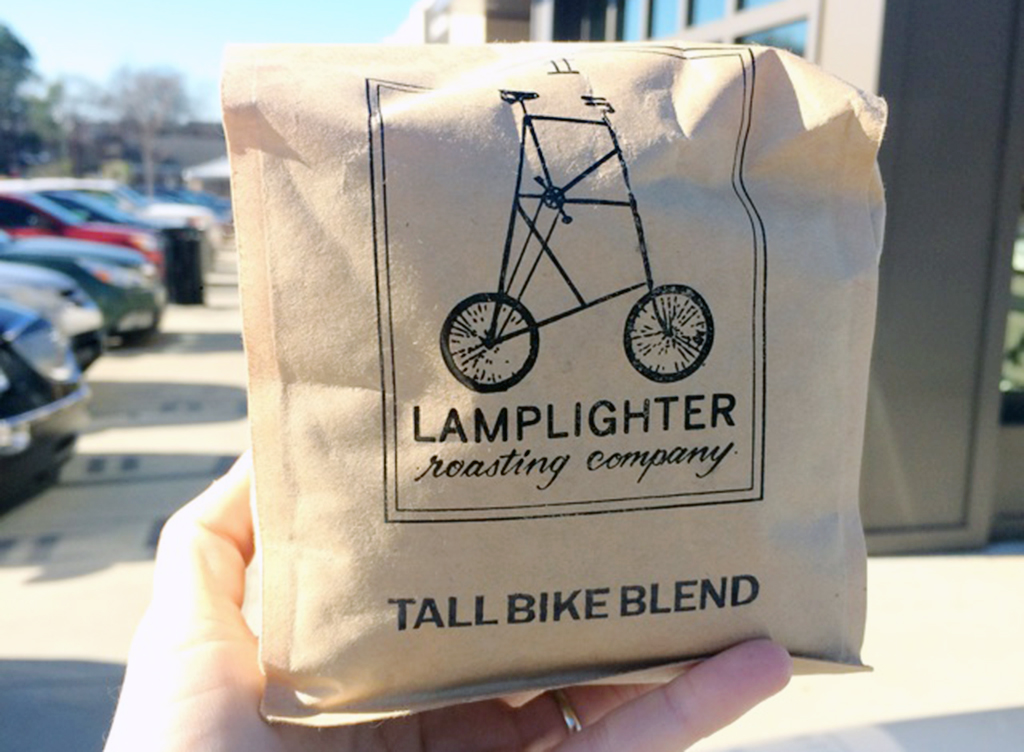 LAMPLIGHTER
roasting company
TALL BIKE BLEND